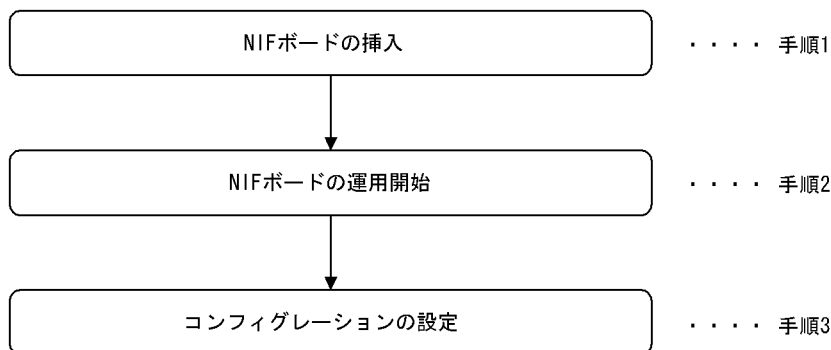 NIFボードの挿入 ・・・・ 手順1
NIFボードの運用開始 ・・・・ 手順2
コンフィグレーションの設定 ・・・・ 手順3